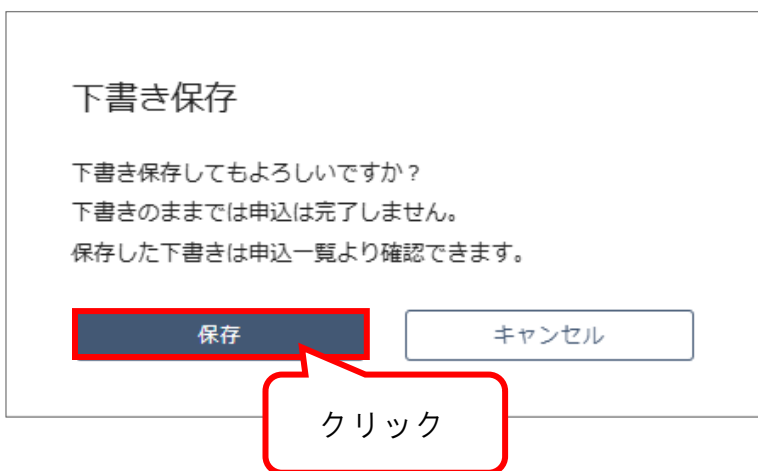 下書き保存
下書き保存してもよろしいですか？
下書きのままでは申込は完了しません。
保存した下書きは申込一覧より確認できます。
保存
キャンセル
クリック